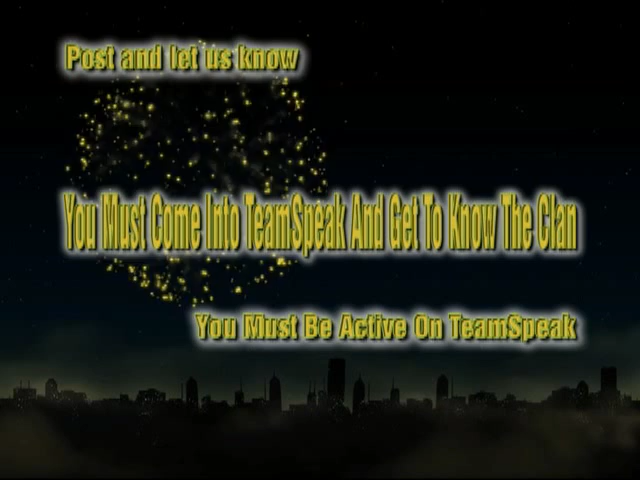 Post and let us know
You Must Come Into TeamSpeak And Get To Know The Clan
You Must Be Active On TeamSpeak